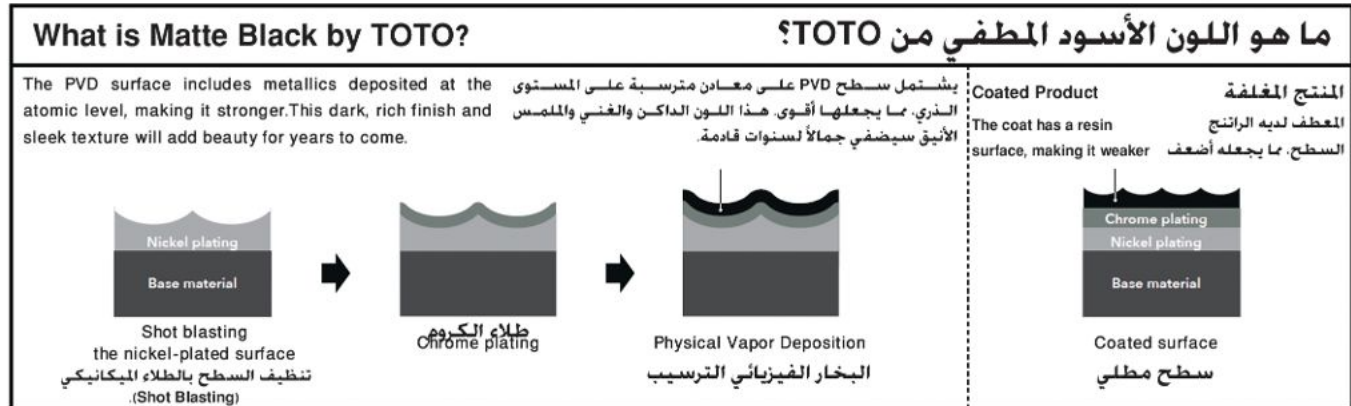 What is Matte Black by TOTO?
ما هو اللون الأسود المطفي من TOTO؟
The PVD surface includes metallics deposited at the
atomic level, making it stronger.This dark, rich finish and
sleek texture will add beauty for years to come.
يشتمل سطح PVD على معادن مترسبة على المستوى
الذري، مما يجعلها أقوى. هذا اللون الداكن والغني والملمس
الأنيق سيضفي جمالاً لسنوات قادمة.
Nickel plating
Base material
Shot blasting
the nickel-plated surface
تنظيف السطح بالطلاء الميكانيكي
(Shot Blasting).
طلاء الكروم
Chrome plating
Physical Vapor Deposition
البخار الفيزيائي الترسيب
Coated Product
المنتج المغلفة
The coat has a resin
surface, making it weaker
المعطف لديه الراتنج
السطح، مما يجعله أضعف
Chrome plating
Nickel plating
Base material
Coated surface
سطح مطلي